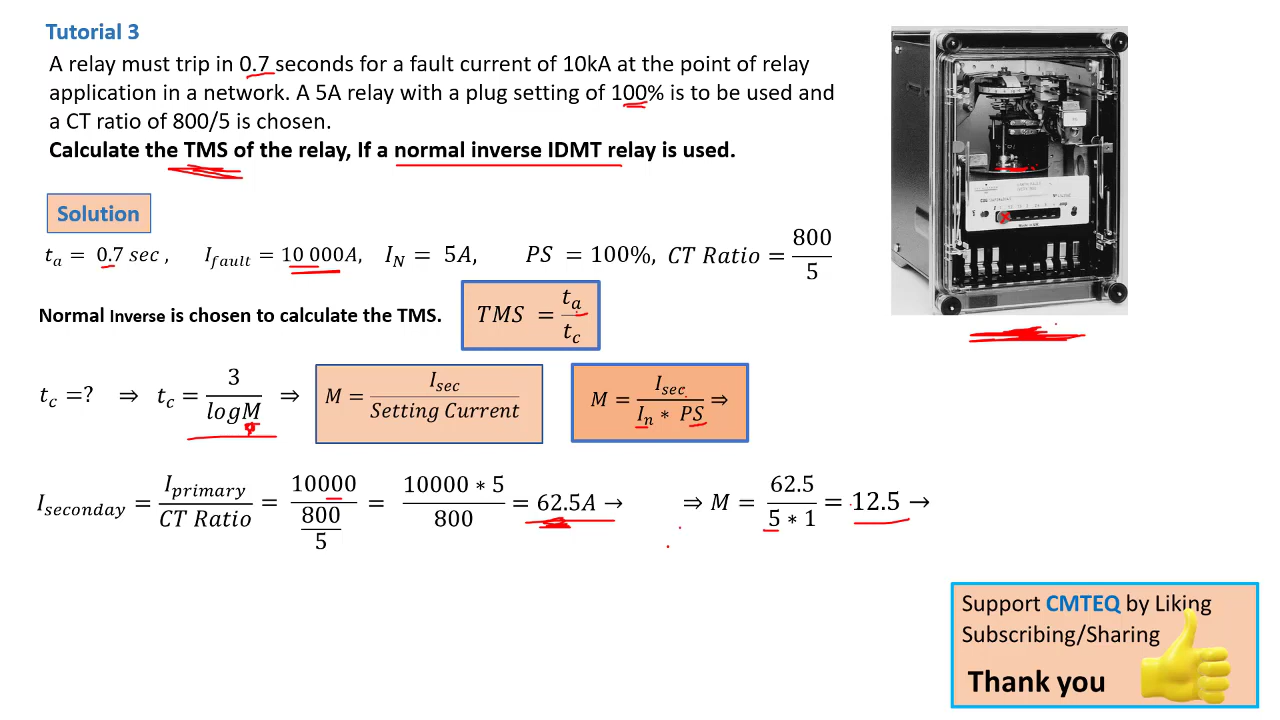 Tutorial 3
A relay must trip in 0.7 seconds for a fault current of 10kA at the point of relay
application in a network. A 5A relay with a plug setting of 100% is to be used and
a CT ratio of 800/5 is chosen.
Calculate the TMS of the relay, If a normal inverse IDMT relay is used.
Solution
t_a = 0.7 sec , I_fault = 10 000A, I_N = 5A, PS = 100%, CT Ratio = 800/5
Normal Inverse is chosen to calculate the TMS. TMS = t_a/t_c
t_c =? ⇒ t_c = 3/logM ⇒ M = I_sec/Setting Current M = I_sec/I_n * PS ⇒
I_seconday = I_primary/CT Ratio = 10000/800/5 = 10000 * 5/800 = 62.5A → ⇒ M = 62.5/5 * 1 = 12.5 →
Support CMTEQ by Liking
Subscribing/Sharing
Thank you